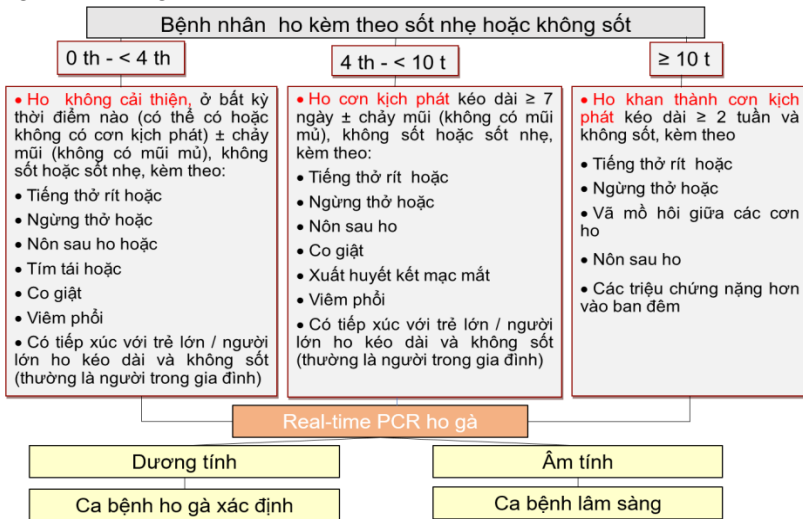 Bệnh nhân ho kèm theo sốt nhẹ hoặc không sốt
0 th - < 4 th
4 th - < 10 t
≥ 10 t
• Ho không cải thiện, ở bất kỳ
thời điểm nào (có thể có hoặc
không có cơn kịch phát) ± chảy
mũi (không có mũi mủ), không
sốt hoặc sốt nhẹ, kèm theo:
• Tiếng thở rít hoặc
• Ngừng thở hoặc
• Nôn sau ho hoặc
• Tím tái hoặc
• Co giật
• Viêm phổi
• Có tiếp xúc với trẻ lớn / người
lớn ho kéo dài và không sốt
(thường là người trong gia đình)
• Ho cơn kịch phát kéo dài ≥ 7
ngày ± chảy mũi (không có mũi
mủ), không sốt hoặc sốt nhẹ,
kèm theo:
• Tiếng thở rít hoặc
• Ngừng thở hoặc
• Nôn sau ho
• Co giật
• Xuất huyết kết mạc mắt
• Viêm phổi
• Có tiếp xúc với trẻ lớn / người
lớn ho kéo dài và không sốt
(thường là người trong gia đình)
• Ho khan thành cơn kịch
phát kéo dài ≥ 2 tuần và
không sốt, kèm theo
• Tiếng thở rít hoặc
• Ngừng thở hoặc
• Vã mồ hôi giữa các cơn
ho
• Nôn sau ho
• Các triệu chứng nặng hơn
vào ban đêm
Real-time PCR ho gà
Dương tính
Âm tính
Ca bệnh ho gà xác định
Ca bệnh lâm sàng